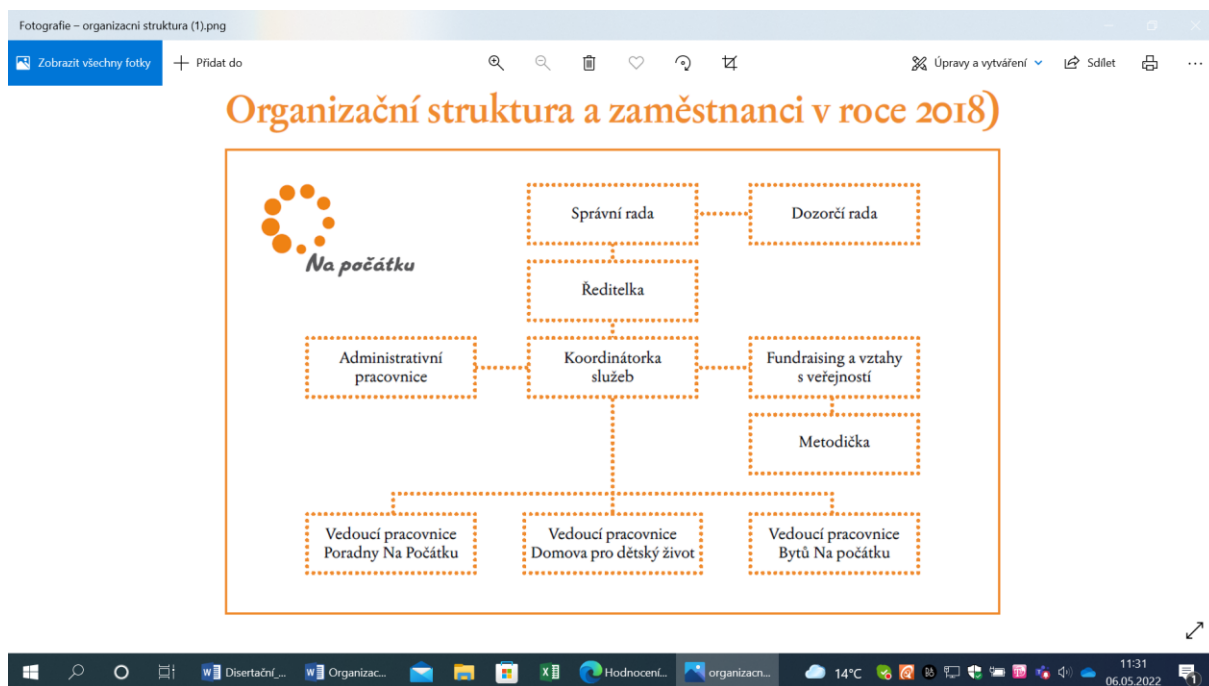 Fotografie – organizacni struktura (1).png
Zobrazit všechny fotky
Přidat do
Úpravy a vytváření
Sdílet
Organizační struktura a zaměstnanci v roce 2018)
Na počátku
Správní rada
Dozorčí rada
Ředitelka
Administrativní
pracovnice
Koordinátorka
služeb
Fundraising a vztahy
s veřejností
Metodička
Vedoucí pracovnice
Poradny Na Počátku
Vedoucí pracovnice
Domova pro dětský život
Vedoucí pracovnice
Bytů Na počátku
Disertační_...
Organizac...
Hodnocení...
organizacn...
14°C
11:31
06.05.2022